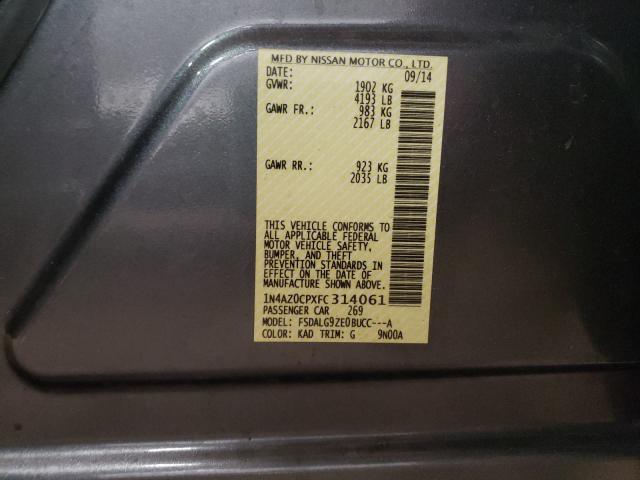 MFD BY NISSAN MOTOR CO., LTD.
DATE: 09/14
GVWR: 1902 KG
4193 LB
GAWR FR.: 983 KG
2167 LB
GAWR RR.: 923 KG
2035 LB
THIS VEHICLE CONFORMS TO
ALL APPLICABLE FEDERAL
MOTOR VEHICLE SAFETY,
BUMPER, AND THEFT
PREVENTION STANDARDS IN
EFFECT ON THE DATE OF
MANUFACTURE SHOWN ABOVE.
1N4AZ0CPXFC314061
PASSENGER CAR 269
MODEL: FSDALG9ZE0BUCC---A
COLOR: KAD TRIM: G 9N00A